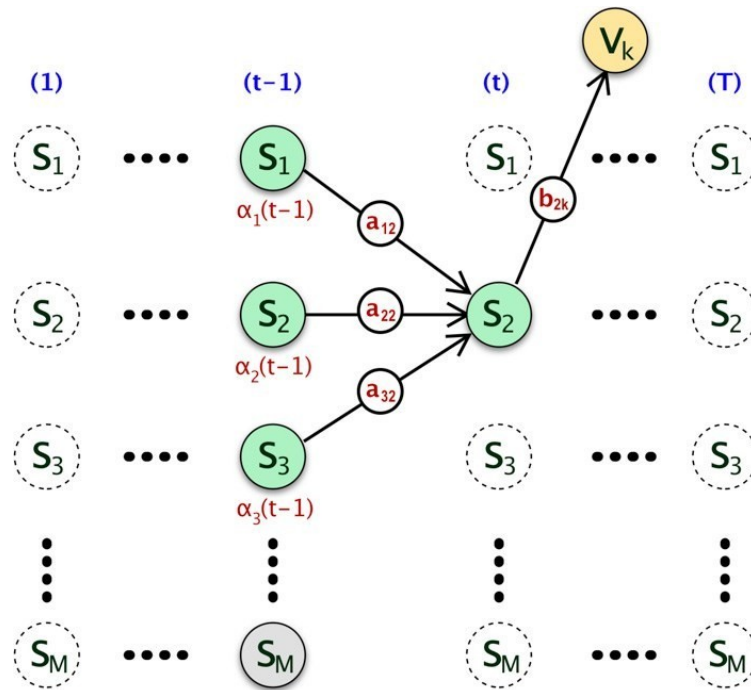 V_k
(1) (t-1) (t) (T)
S_1 S_1 S_1 S_1
b_2k
α_1(t-1)
a_12
S_2 S_2 S_2 S_2
a_22
α_2(t-1)
a_32
S_3 S_3 S_3 S_3
α_3(t-1)
S_M S_M S_M S_M